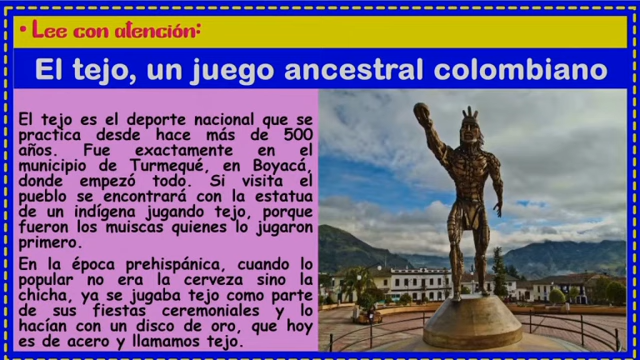 • Lee con atención:
El tejo, un juego ancestral colombiano
El tejo es el deporte nacional que se
practica desde hace más de 500
años. Fue exactamente en el
municipio de Turmequé, en Boyacá,
donde empezó todo. Si visita el
pueblo se encontrará con la estatua
de un indígena jugando tejo, porque
fueron los muiscas quienes lo jugaron
primero.
En la época prehispánica, cuando lo
popular no era la cerveza sino la
chicha, ya se jugaba tejo como parte
de sus fiestas ceremoniales y lo
hacían con un disco de oro, que hoy
es de acero y llamamos tejo.